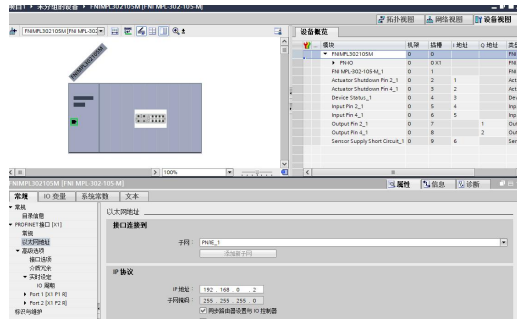 项目1 ▸ 未分组的设备 ▸ FNIMPL302105M [FNI MPL-302-105-M]
拓扑视图 网络视图 设备视图
FNIMPL302105M [FNI MPL-302-
设备概览
模块 机架 插槽 I 地址 Q 地址
FNIMPL302105M 0 0 FNI
PN-IO 0 0 X1 FNI
FNI MPL-302-105-M_1 0 1 FNI
Actuator Shutdown Pin 2_1 0 2 1 Act
Actuator Shutdown Pin 4_1 0 3 2 Act
Device Status_1 0 4 3 Dev
Input Pin 2_1 0 5 4 Inp
Input Pin 4_1 0 6 5 Inp
Output Pin 2_1 0 7 1 Out
Output Pin 4_1 0 8 2 Out
Sensor Supply Short Circuit_1 0 9 6 Sen
FNIMPL302105M
100%
FNIMPL302105M [FNI MPL-302-105-M]
属性 信息 诊断
常规 IO 变量 系统常数 文本
常规
目录信息
PROFINET接口 [X1]
常规
以太网地址
高级选项
接口选项
介质冗余
实时设定
IO 周期
Port 1 [X1 P1 R]
Port 2 [X1 P2 R]
标识与维护
以太网地址
接口连接到
子网: PN/IE_1
添加新子网
IP 协议
IP 地址: 192 . 168 . 0 . 2
子网掩码: 255 . 255 . 255 . 0
同步路由器设置与 IO 控制器